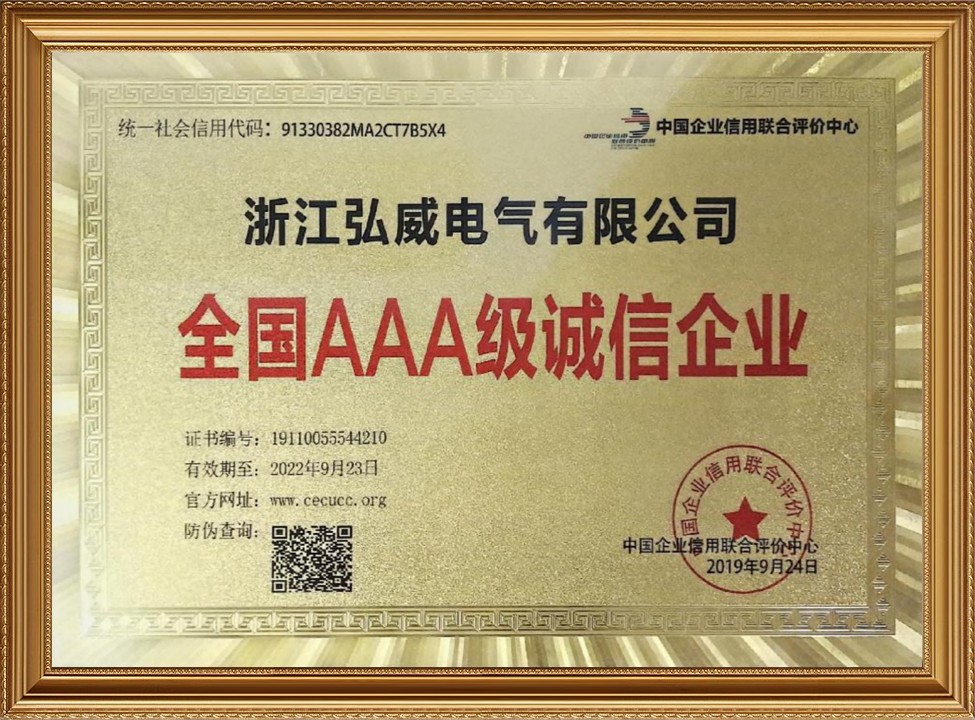 统一社会信用代码：91330382MA2CT7B5X4
中国企业信用联合评价中心
浙江弘威电气有限公司
全国AAA级诚信企业
证书编号：19110055544210
有效期至：2022年9月23日
官方网址：www.cecucc.org
防伪查询：
中国企业信用联合评价中心
中国企业信用联合评价中心
2019年9月24日